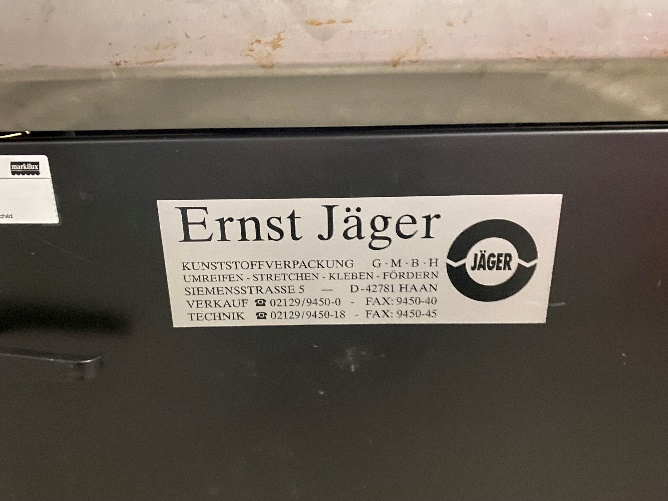 markilux
Ernst Jäger
KUNSTSTOFFVERPACKUNG G·M·B·H
UMREIFEN - STRETCHEN - KLEBEN - FÖRDERN
SIEMENSSTRASSE 5 — D-42781 HAAN
VERKAUF ☎ 02129/9450-0 - FAX: 9450-40
TECHNIK ☎ 02129/9450-18 - FAX: 9450-45
JÄGER